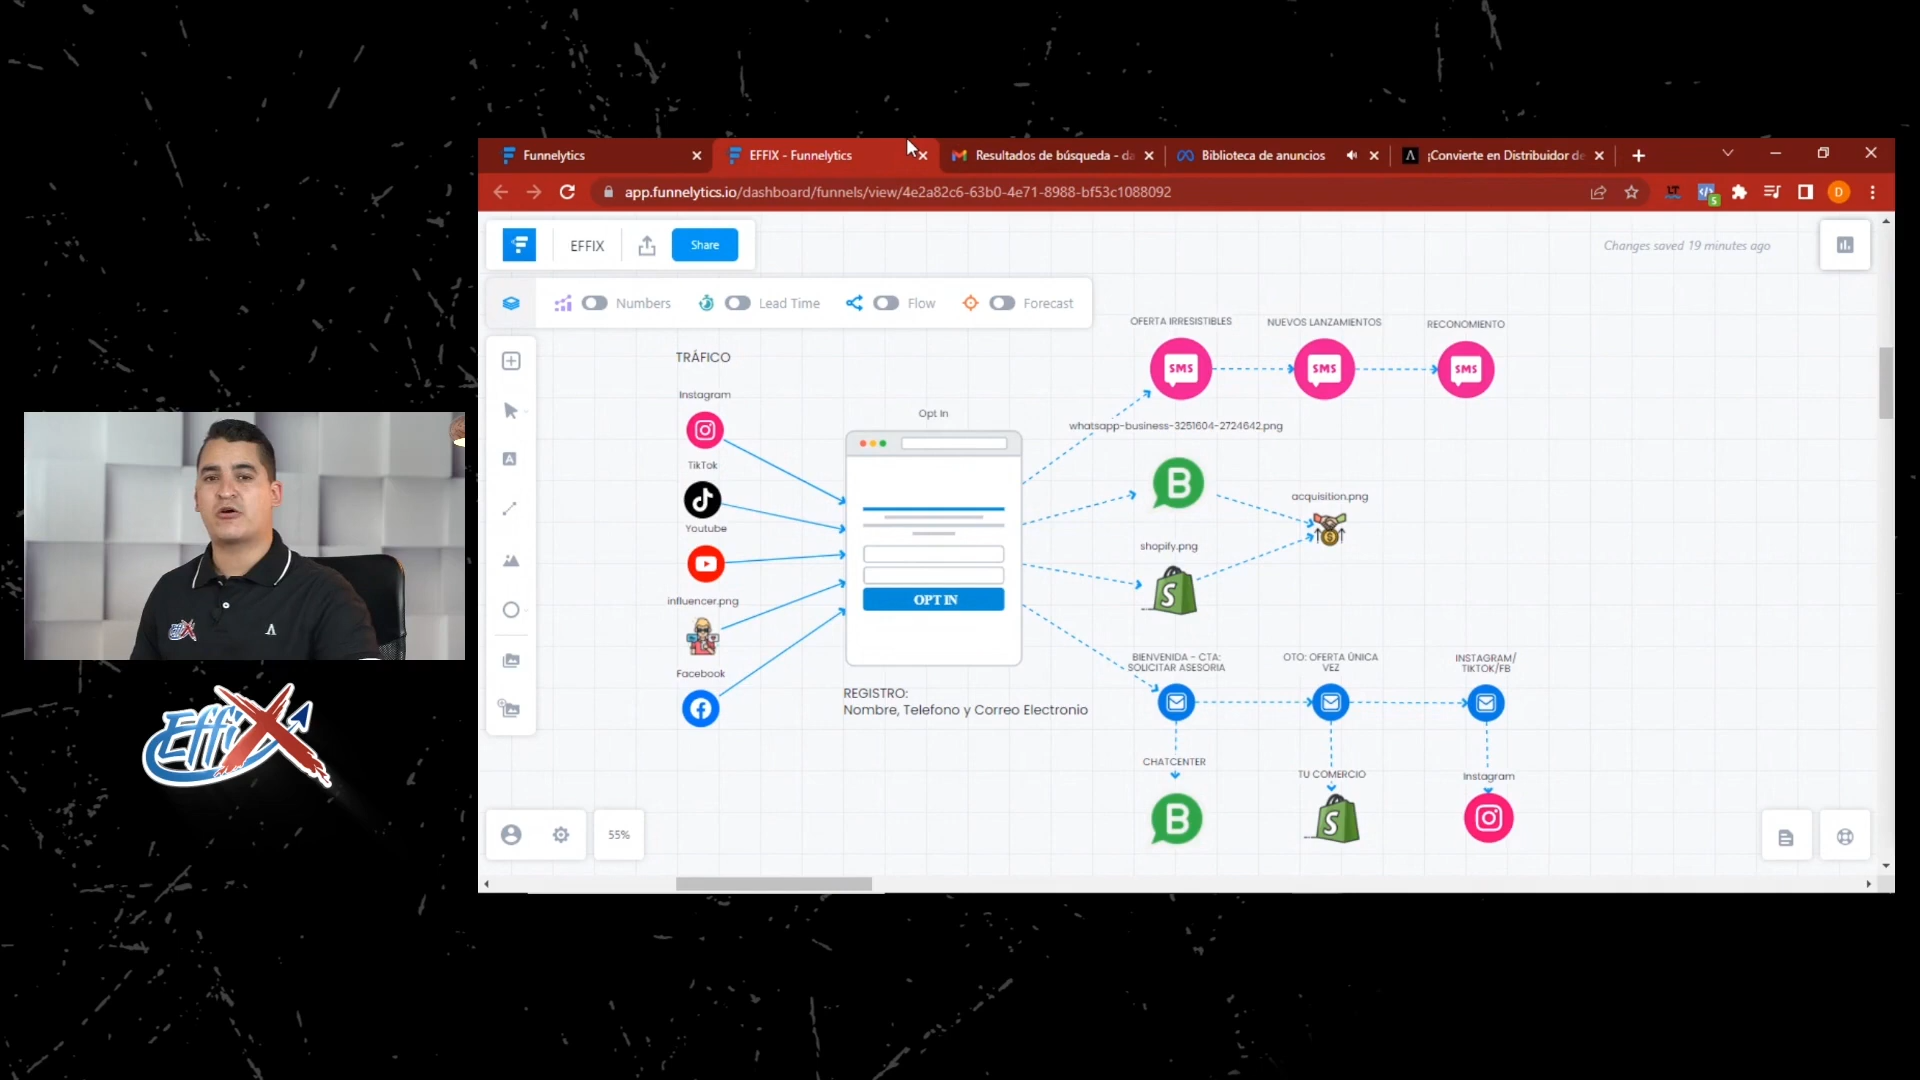 Funnelytics
EFFIX - Funnelytics
Resultados de búsqueda - da
Biblioteca de anuncios
¡Convierte en Distribuidor de
app.funnelytics.io/dashboard/funnels/view/4e2a82c6-63b0-4e71-8988-bf53c1088092
LT
5
D
EFFIX
Share
Changes saved 19 minutes ago
Numbers
Lead Time
Flow
Forecast
TRÁFICO
Instagram
TikTok
Youtube
influencer.png
Facebook
Opt In
OPT IN
REGISTRO:
Nombre, Telefono y Correo Electronio
OFERTA IRRESISTIBLES
NUEVOS LANZAMIENTOS
RECONOMIENTO
SMS
SMS
SMS
whatsapp-business-3251604-2724642.png
B
acquisition.png
shopify.png
S
BIENVENIDA - CTA:
SOLICITAR ASESORIA
OTO: OFERTA ÚNICA
VEZ
INSTAGRAM/
TIKTOK/FB
CHATCENTER
TU COMERCIO
Instagram
B
S
55%
EffiX
EffiX